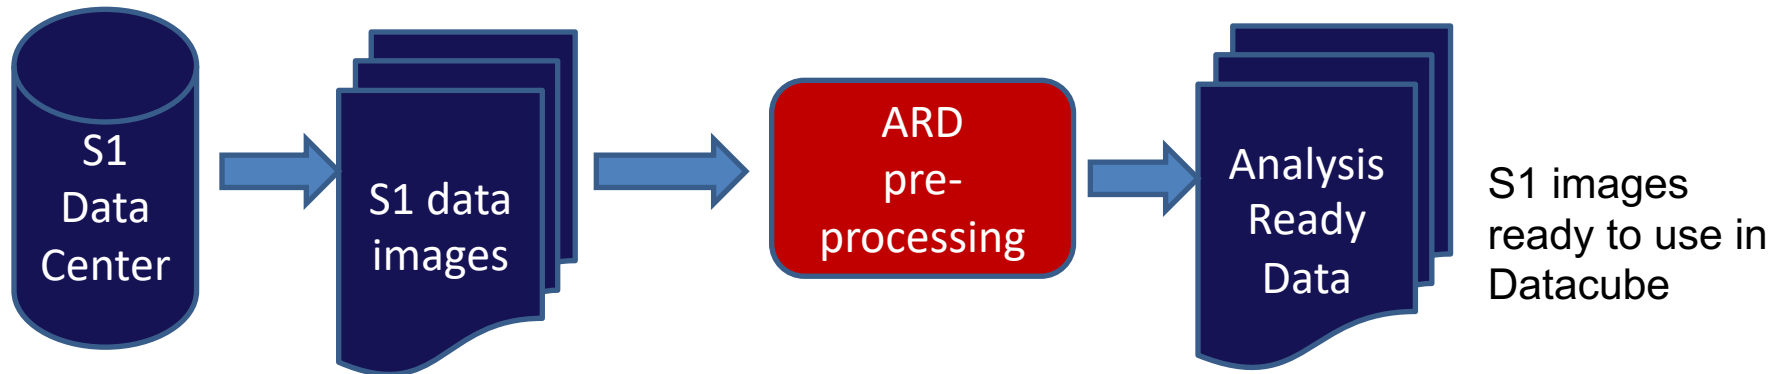 S1
Data
Center
S1 data
images
ARD
pre-
processing
Analysis
Ready
Data
S1 images
ready to use in
Datacube